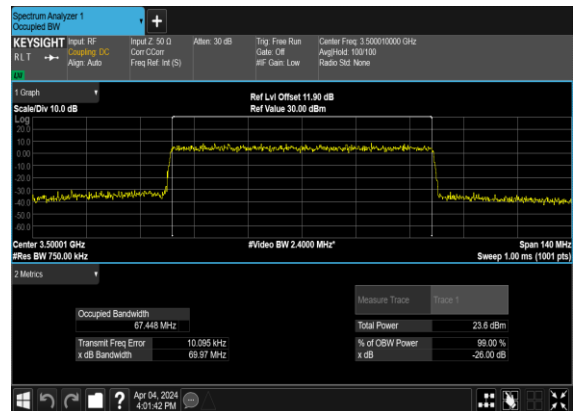 Spectrum Analyzer 1
Occupied BW
+
KEYSIGHT Input: RF Input Z: 50 Ω Atten: 30 dB Trig: Free Run Center Freq: 3.500010000 GHz
RLT Coupling: DC Corr CCorr Gate: Off Avg|Hold: 100/100
Align: Auto Freq Ref: Int (S) #IF Gain: Low Radio Std: None
LV
1 Graph
Ref Lvl Offset 11.90 dB
Scale/Div 10.0 dB Ref Value 30.00 dBm
Log
20.0
10.0
0.00
-10.0
-20.0
-30.0
-40.0
-50.0
-60.0
Center 3.50001 GHz #Video BW 2.4000 MHz* Span 140 MHz
#Res BW 750.00 kHz Sweep 1.00 ms (1001 pts)
2 Metrics
Measure Trace Trace 1
Occupied Bandwidth
67.448 MHz Total Power 23.6 dBm
Transmit Freq Error 10.095 kHz % of OBW Power 99.00 %
x dB Bandwidth 69.97 MHz x dB -26.00 dB
?
Apr 04, 2024
4:01:42 PM